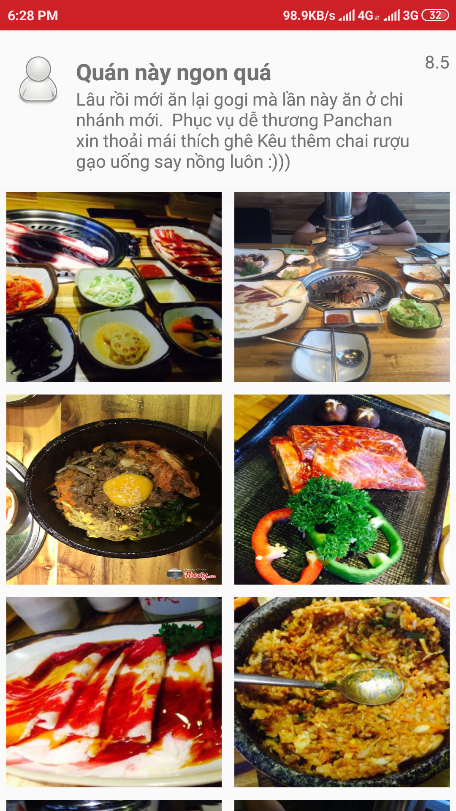 6:28 PM 98.9KB/s 4G 3G 32
Quán này ngon quá 8.5
Lâu rồi mới ăn lại gogi mà lần này ăn ở chi
nhánh mới.  Phục vụ dễ thương Panchan
xin thoải mái thích ghê Kêu thêm chai rượu
gạo uống say nồng luôn :)))